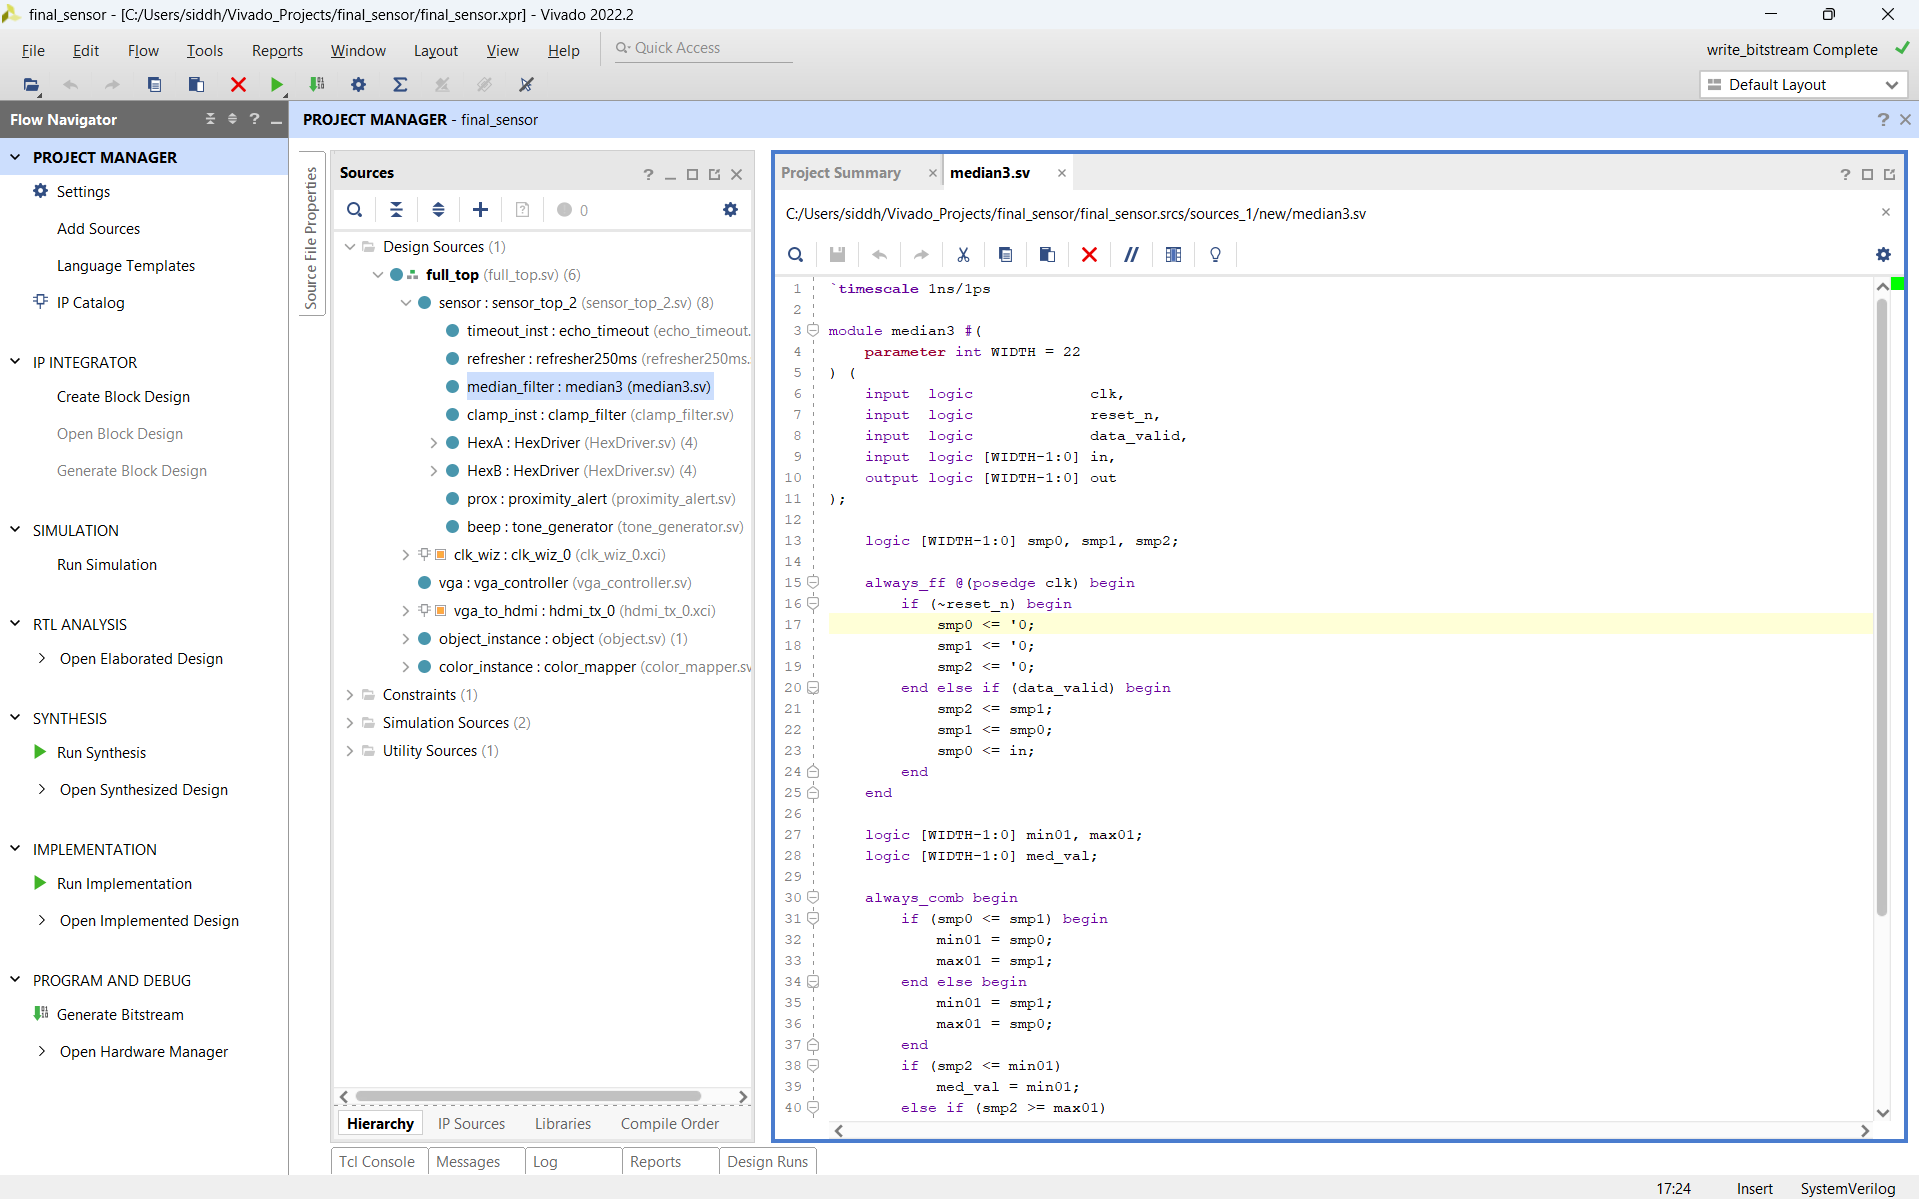 final_sensor - [C:/Users/siddh/Vivado_Projects/final_sensor/final_sensor.xpr] - Vivado 2022.2
File Edit Flow Tools Reports Window Layout View Help Quick Access
write_bitstream Complete
Default Layout
Flow Navigator
PROJECT MANAGER
Settings
Add Sources
Language Templates
IP Catalog
IP INTEGRATOR
Create Block Design
Open Block Design
Generate Block Design
SIMULATION
Run Simulation
RTL ANALYSIS
Open Elaborated Design
SYNTHESIS
Run Synthesis
Open Synthesized Design
IMPLEMENTATION
Run Implementation
Open Implemented Design
PROGRAM AND DEBUG
Generate Bitstream
Open Hardware Manager
PROJECT MANAGER - final_sensor
Source File Properties
Sources
0
Design Sources (1)
full_top (full_top.sv) (6)
sensor : sensor_top_2 (sensor_top_2.sv) (8)
timeout_inst : echo_timeout (echo_timeout.
refresher : refresher250ms (refresher250ms.
median_filter : median3 (median3.sv)
clamp_inst : clamp_filter (clamp_filter.sv)
HexA : HexDriver (HexDriver.sv) (4)
HexB : HexDriver (HexDriver.sv) (4)
prox : proximity_alert (proximity_alert.sv)
beep : tone_generator (tone_generator.sv)
clk_wiz : clk_wiz_0 (clk_wiz_0.xci)
vga : vga_controller (vga_controller.sv)
vga_to_hdmi : hdmi_tx_0 (hdmi_tx_0.xci)
object_instance : object (object.sv) (1)
color_instance : color_mapper (color_mapper.sv
Constraints (1)
Simulation Sources (2)
Utility Sources (1)
Hierarchy IP Sources Libraries Compile Order
Project Summary median3.sv
C:/Users/siddh/Vivado_Projects/final_sensor/final_sensor.srcs/sources_1/new/median3.sv
1 `timescale 1ns/1ps
2
3 module median3 #(
4 parameter int WIDTH = 22
5 ) (
6 input logic clk,
7 input logic reset_n,
8 input logic data_valid,
9 input logic [WIDTH-1:0] in,
10 output logic [WIDTH-1:0] out
11 );
12
13 logic [WIDTH-1:0] smp0, smp1, smp2;
14
15 always_ff @(posedge clk) begin
16 if (~reset_n) begin
17 smp0 <= '0;
18 smp1 <= '0;
19 smp2 <= '0;
20 end else if (data_valid) begin
21 smp2 <= smp1;
22 smp1 <= smp0;
23 smp0 <= in;
24 end
25 end
26
27 logic [WIDTH-1:0] min01, max01;
28 logic [WIDTH-1:0] med_val;
29
30 always_comb begin
31 if (smp0 <= smp1) begin
32 min01 = smp0;
33 max01 = smp1;
34 end else begin
35 min01 = smp1;
36 max01 = smp0;
37 end
38 if (smp2 <= min01)
39 med_val = min01;
40 else if (smp2 >= max01)
Tcl Console Messages Log Reports Design Runs
17:24 Insert SystemVerilog